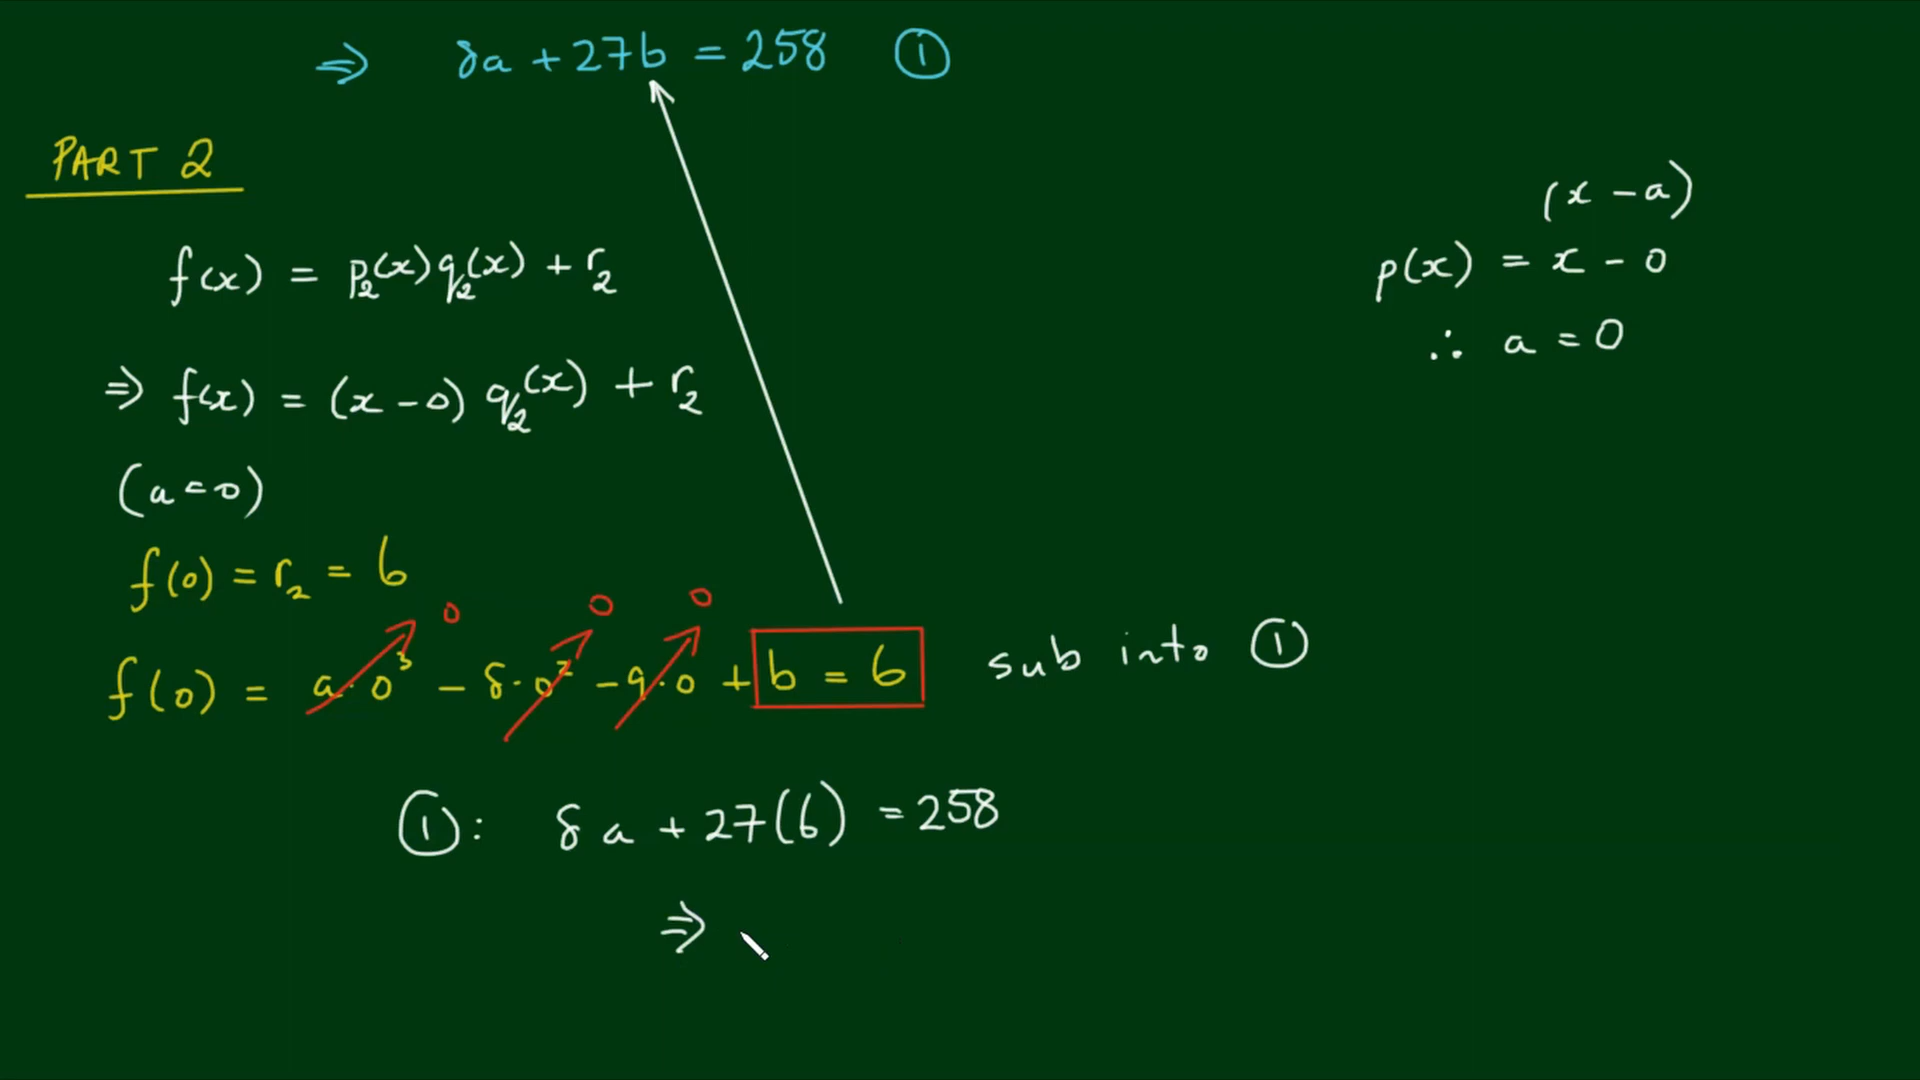 ⇒ 8a + 27b = 258 ①
PART 2
(x - a)
f(x) = p₂(x)q₂(x) + r₂
p(x) = x - 0
∴ a = 0
⇒ f(x) = (x - 0) q₂(x) + r₂
(a = 0)
f(0) = r₂ = 6
0 0 0
f(0) = a·0³ - 8·0² - 9·0 + b = 6 sub into ①
①: 8a + 27(6) = 258
⇒